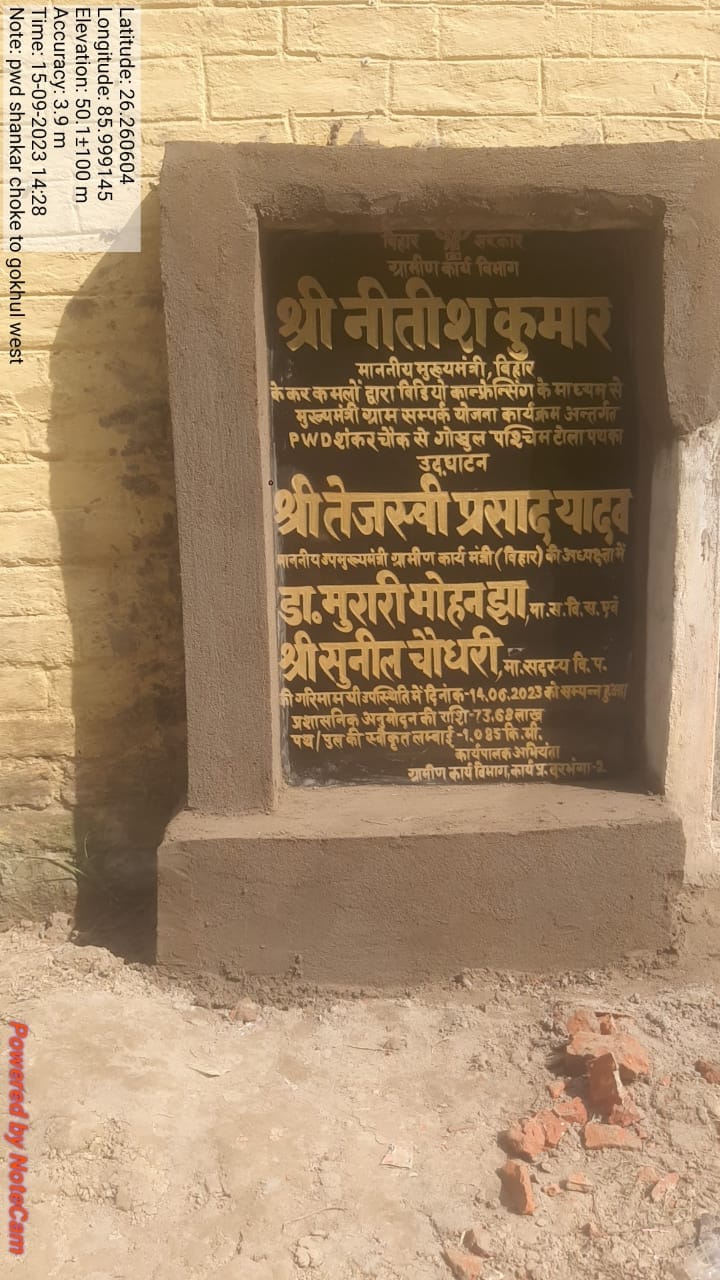 Latitude: 26.260604
Longitude: 85.999145
Elevation: 50.1±100 m
Accuracy: 3.9 m
Time: 15-09-2023 14:28
Note: pwd shankar choke to gokhul west
बिहार सरकार
ग्रामीण कार्य विभाग
श्री नीतीश कुमार
माननीय मुख्यमंत्री, बिहार
के कर कमलों द्वारा विडियो कान्फ्रेन्सिंग के माध्यम से
मुख्यमंत्री ग्राम सम्पर्क योजना कार्यक्रम अन्तर्गत
PWD शंकर चौक से गोखुल पश्चिम टोला पथ का
उद्घाटन
श्री तेजस्वी प्रसाद यादव
माननीय उपमुख्यमंत्री ग्रामीण कार्य मंत्री (बिहार) की अध्यक्षता में
डा. मुरारी मोहन झा, मा. स. वि. स. एवं
श्री सुनील चौधरी, मा. सदस्य वि. प.
की गरिमामयी उपस्थिति में दिनांक-14.06.2023 को सम्पन्न हुआ।
प्रशासनिक अनुमोदन की राशि-73.68 लाख
पथ/पुल की स्वीकृत लम्बाई-1.085 कि.मी.
कार्यपालक अभियंता
ग्रामीण कार्य विभाग, कार्य प्र. दरभंगा-2
Powered by NoteCam